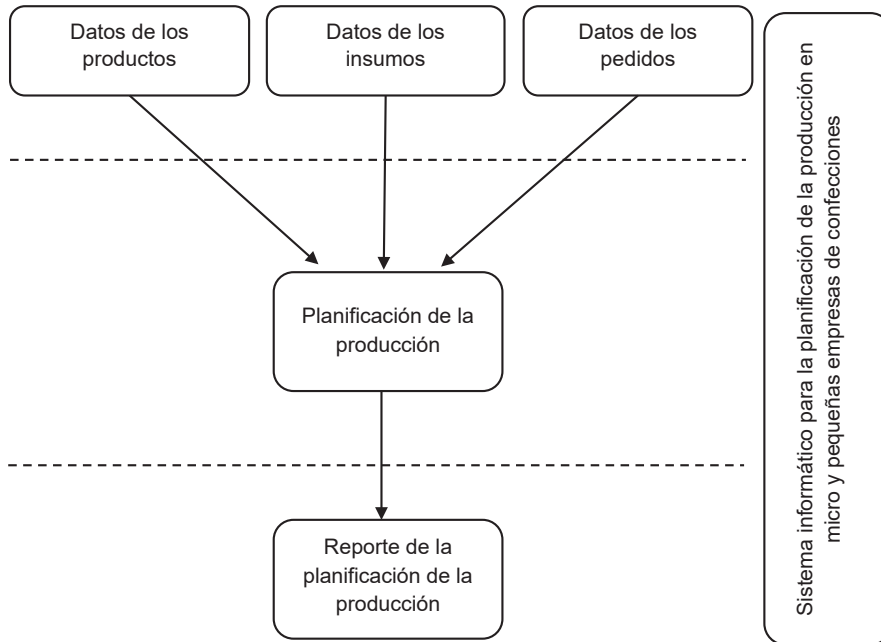 Datos de los
productos
Datos de los
insumos
Datos de los
pedidos
Planificación de la
producción
Reporte de la
planificación de la
producción
Sistema informático para la planificación de la producción en
micro y pequeñas empresas de confecciones